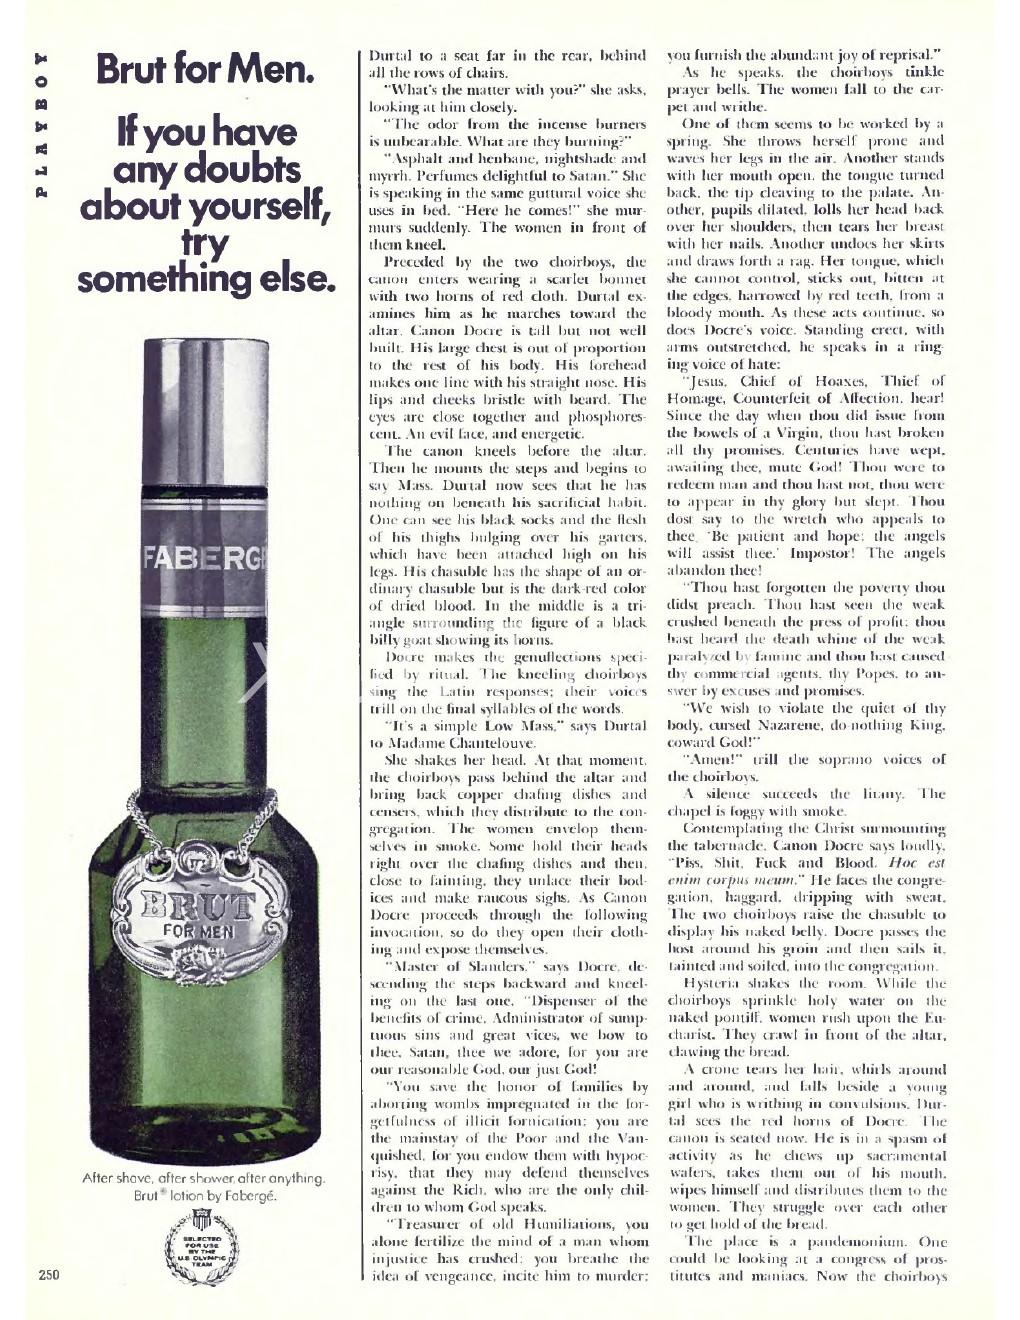 PLAYBOY
Brut for Men.
If you have
any doubts
about yourself,
try
something else.
FABERGÉ
BRUT
FOR MEN
After shave, after shower, after anything.
Brut® lotion by Fabergé.
SELECTED
FOR USE
BY THE
U.S. OLYMPIC
TEAM
250
Durtal to a seat far in the rear, behind
all the rows of chairs.
"What's the matter with you?" she asks,
looking at him closely.
"The odor from the incense burners
is unbearable. What are they burning?"
"Asphalt and henbane, nightshade and
myrrh. Perfumes delightful to Satan." She
is speaking in the same guttural voice she
uses in bed. "Here he comes!" she mur-
murs suddenly. The women in front of
them kneel.
Preceded by the two choirboys, the
canon enters wearing a scarlet bonnet
with two horns of red cloth. Durtal ex-
amines him as he marches toward the
altar. Canon Docre is tall but not well
built. His large chest is out of proportion
to the rest of his body. His forehead
makes one line with his straight nose. His
lips and cheeks bristle with beard. The
eyes are close together and phosphores-
cent. An evil face, and energetic.
The canon kneels before the altar.
Then he mounts the steps and begins to
say Mass. Durtal now sees that he has
nothing on beneath his sacrificial habit.
One can see his black socks and the flesh
of his thighs bulging over his garters,
which have been attached high on his
legs. His chasuble has the shape of an or-
dinary chasuble but is the dark-red color
of dried blood. In the middle is a tri-
angle surrounding the figure of a black
billy goat showing its horns.
Docre makes the genuflections speci-
fied by ritual. The kneeling choirboys
sing the Latin responses; their voices
trill on the final syllables of the words.
"It's a simple Low Mass," says Durtal
to Madame Chantelouve.
She shakes her head. At that moment,
the choirboys pass behind the altar and
bring back copper chafing dishes and
censers, which they distribute to the con-
gregation. The women envelop them-
selves in smoke. Some hold their heads
right over the chafing dishes and then,
close to fainting, they unlace their bod-
ices and make raucous sighs. As Canon
Docre proceeds through the following
invocation, so do they open their cloth-
ing and expose themselves.
"Master of Slanders," says Docre, de-
scending the steps backward and kneel-
ing on the last one, "Dispenser of the
benefits of crime, Administrator of sump-
tuous sins and great vices, we bow to
thee, Satan, thee we adore, for you are
our reasonable God, our just God!
"You save the honor of families by
aborting wombs impregnated in the for-
getfulness of illicit fornication; you are
the mainstay of the Poor and the Van-
quished, for you endow them with hypoc-
risy, that they may defend themselves
against the Rich, who are the only chil-
dren to whom God speaks.
"Treasurer of old Humiliations, you
alone fertilize the mind of a man whom
injustice has crushed; you breathe the
idea of vengeance, incite him to murder;
you furnish the abundant joy of reprisal."
As he speaks, the choirboys tinkle
prayer bells. The women fall to the car-
pet and writhe.
One of them seems to be worked by a
spring. She throws herself prone and
waves her legs in the air. Another stands
with her mouth open, the tongue turned
back, the tip cleaving to the palate. An-
other, pupils dilated, lolls her head back
over her shoulders, then tears her breast
with her nails. Another undoes her skirts
and draws forth a rag. Her tongue, which
she cannot control, sticks out, bitten at
the edges, harrowed by red teeth, from a
bloody mouth. As these acts continue, so
does Docre's voice. Standing erect, with
arms outstretched, he speaks in a ring-
ing voice of hate:
"Jesus, Chief of Hoaxes, Thief of
Homage, Counterfeit of Affection, hear!
Since the day when thou did issue from
the bowels of a Virgin, thou hast broken
all thy promises. Centuries have wept,
awaiting thee, mute God! Thou were to
redeem man and thou hast not, thou were
to appear in thy glory but slept. Thou
dost say to the wretch who appeals to
thee, 'Be patient and hope; the angels
will assist thee.' Impostor! The angels
abandon thee!
"Thou hast forgotten the poverty thou
didst preach. Thou hast seen the weak
crushed beneath the press of profit; thou
hast heard the death whine of the weak
paralyzed by famine and thou hast caused
thy commercial agents, thy Popes, to an-
swer by excuses and promises.
"We wish to violate the quiet of thy
body, cursed Nazarene, do-nothing King,
coward God!"
"Amen!" trill the soprano voices of
the choirboys.
A silence succeeds the litany. The
chapel is foggy with smoke.
Contemplating the Christ surmounting
the tabernacle, Canon Docre says loudly,
"Piss, Shit, Fuck and Blood. Hoc est
enim corpus meum." He faces the congre-
gation, haggard, dripping with sweat.
The two choirboys raise the chasuble to
display his naked belly. Docre passes the
host around his groin and then sails it,
tainted and soiled, into the congregation.
Hysteria shakes the room. While the
choirboys sprinkle holy water on the
naked pontiff, women rush upon the Eu-
charist. They crawl in front of the altar,
clawing the bread.
A crone tears her hair, whirls around
and around, and falls beside a young
girl who is writhing in convulsions. Dur-
tal sees the red horns of Docre. The
canon is seated now. He is in a spasm of
activity as he chews up sacramental
wafers, takes them out of his mouth,
wipes himself and distributes them to the
women. They struggle over each other
to get hold of the bread.
The place is a pandemonium. One
could be looking at a congress of pros-
titutes and maniacs. Now the choirboys